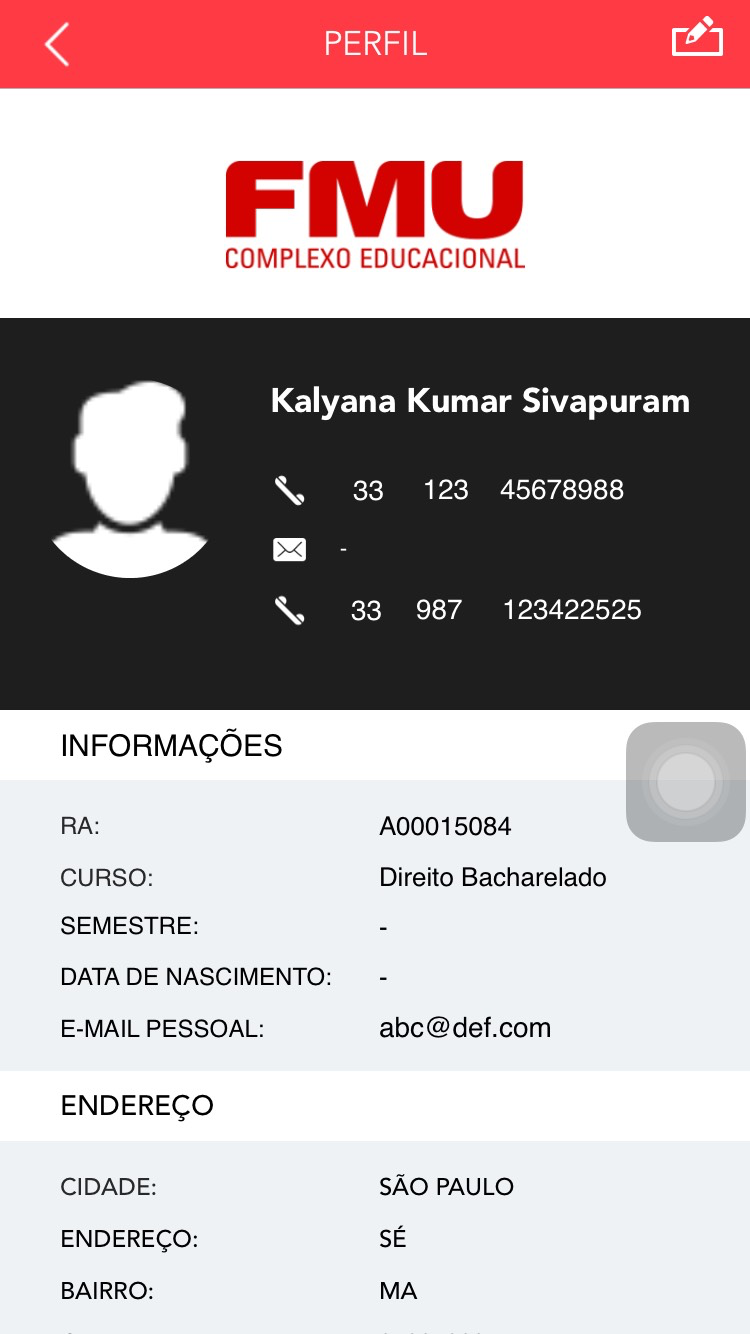 PERFIL
FMU
COMPLEXO EDUCACIONAL
Kalyana Kumar Sivapuram
33 123 45678988
-
33 987 123422525
INFORMAÇÕES
RA: A00015084
CURSO: Direito Bacharelado
SEMESTRE: -
DATA DE NASCIMENTO: -
E-MAIL PESSOAL: abc@def.com
ENDEREÇO
CIDADE: SÃO PAULO
ENDEREÇO: SÉ
BAIRRO: MA